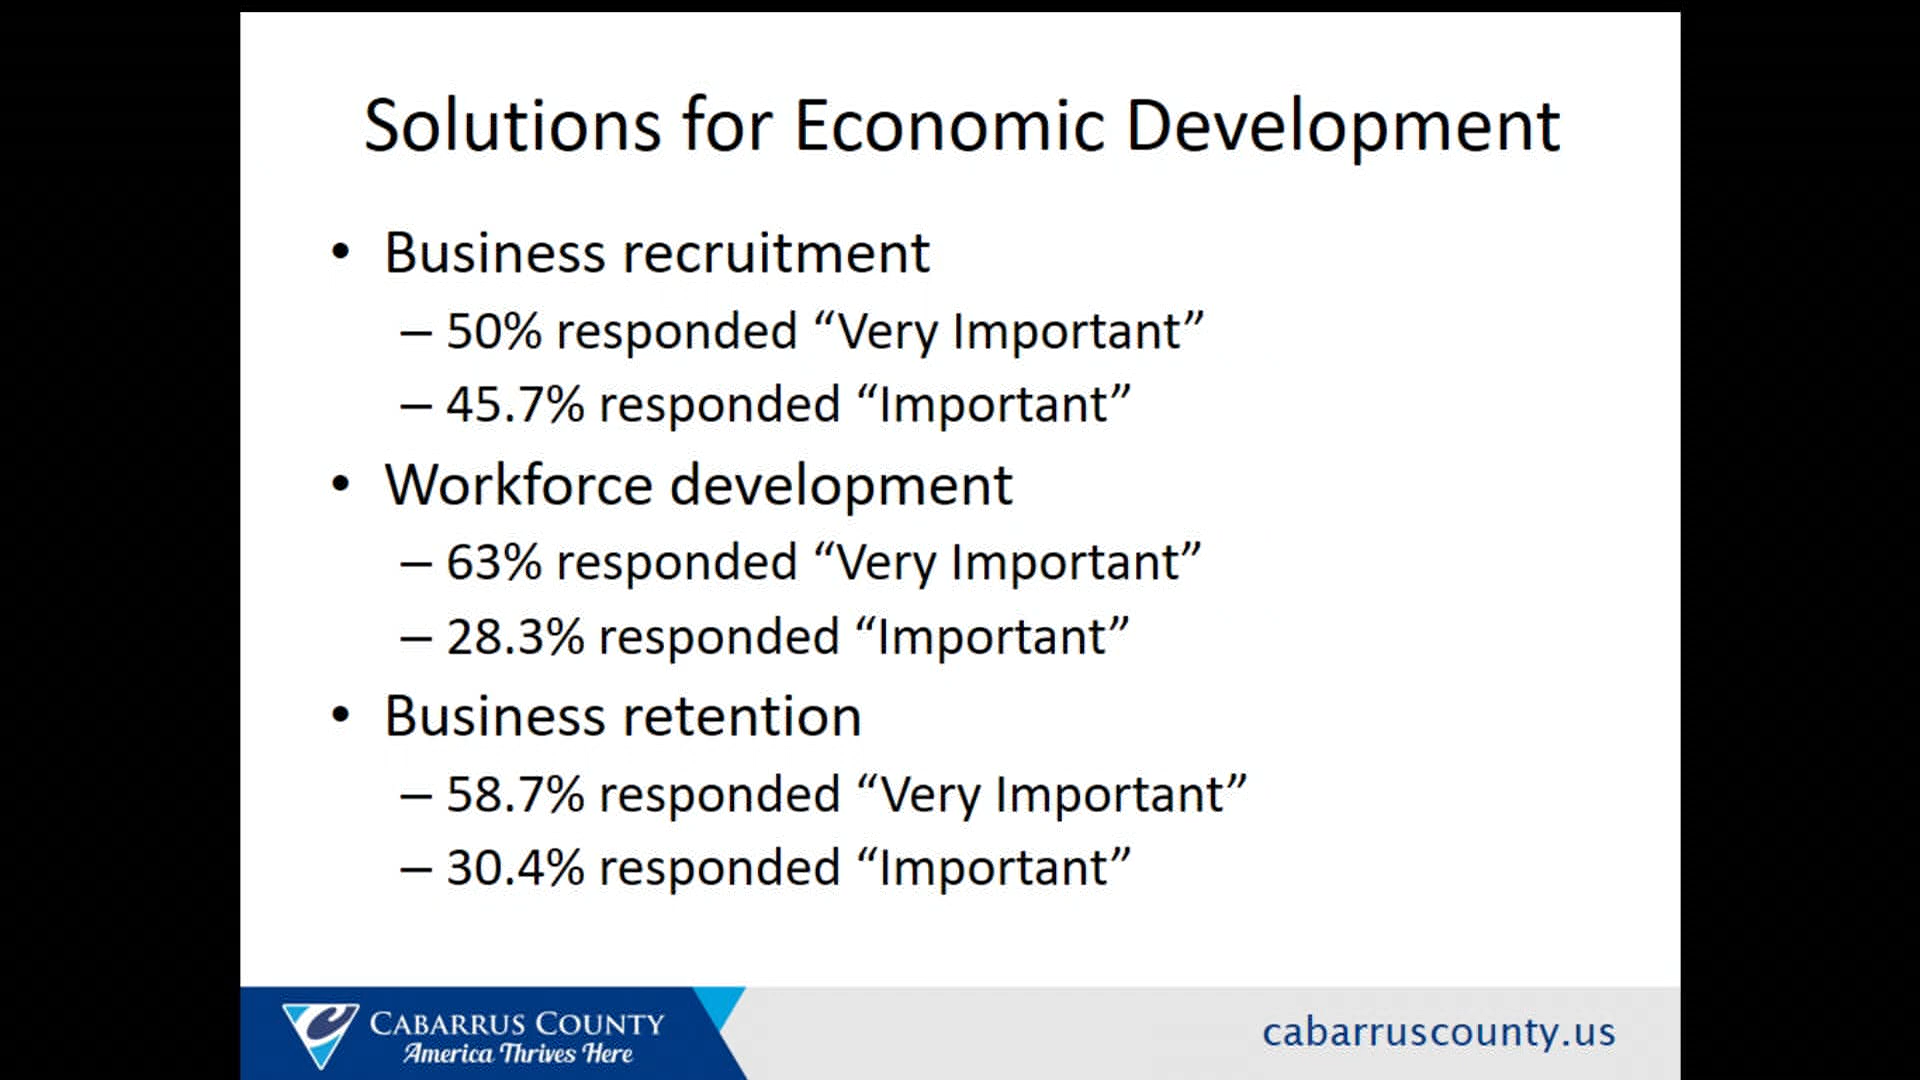 Solutions for Economic Development
• Business recruitment
– 50% responded “Very Important”
– 45.7% responded “Important”
• Workforce development
– 63% responded “Very Important”
– 28.3% responded “Important”
• Business retention
– 58.7% responded “Very Important”
– 30.4% responded “Important”
CABARRUS COUNTY
America Thrives Here
cabarruscounty.us